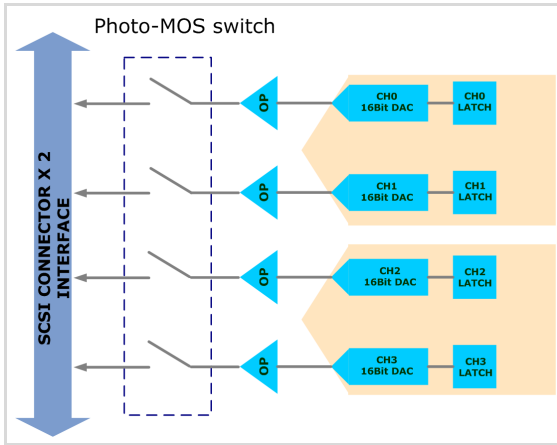 Photo-MOS switch
SCSI CONNECTOR X 2
INTERFACE
OP
CH0
16Bit DAC
CH0
LATCH
OP
CH1
16Bit DAC
CH1
LATCH
OP
CH2
16Bit DAC
CH2
LATCH
OP
CH3
16Bit DAC
CH3
LATCH